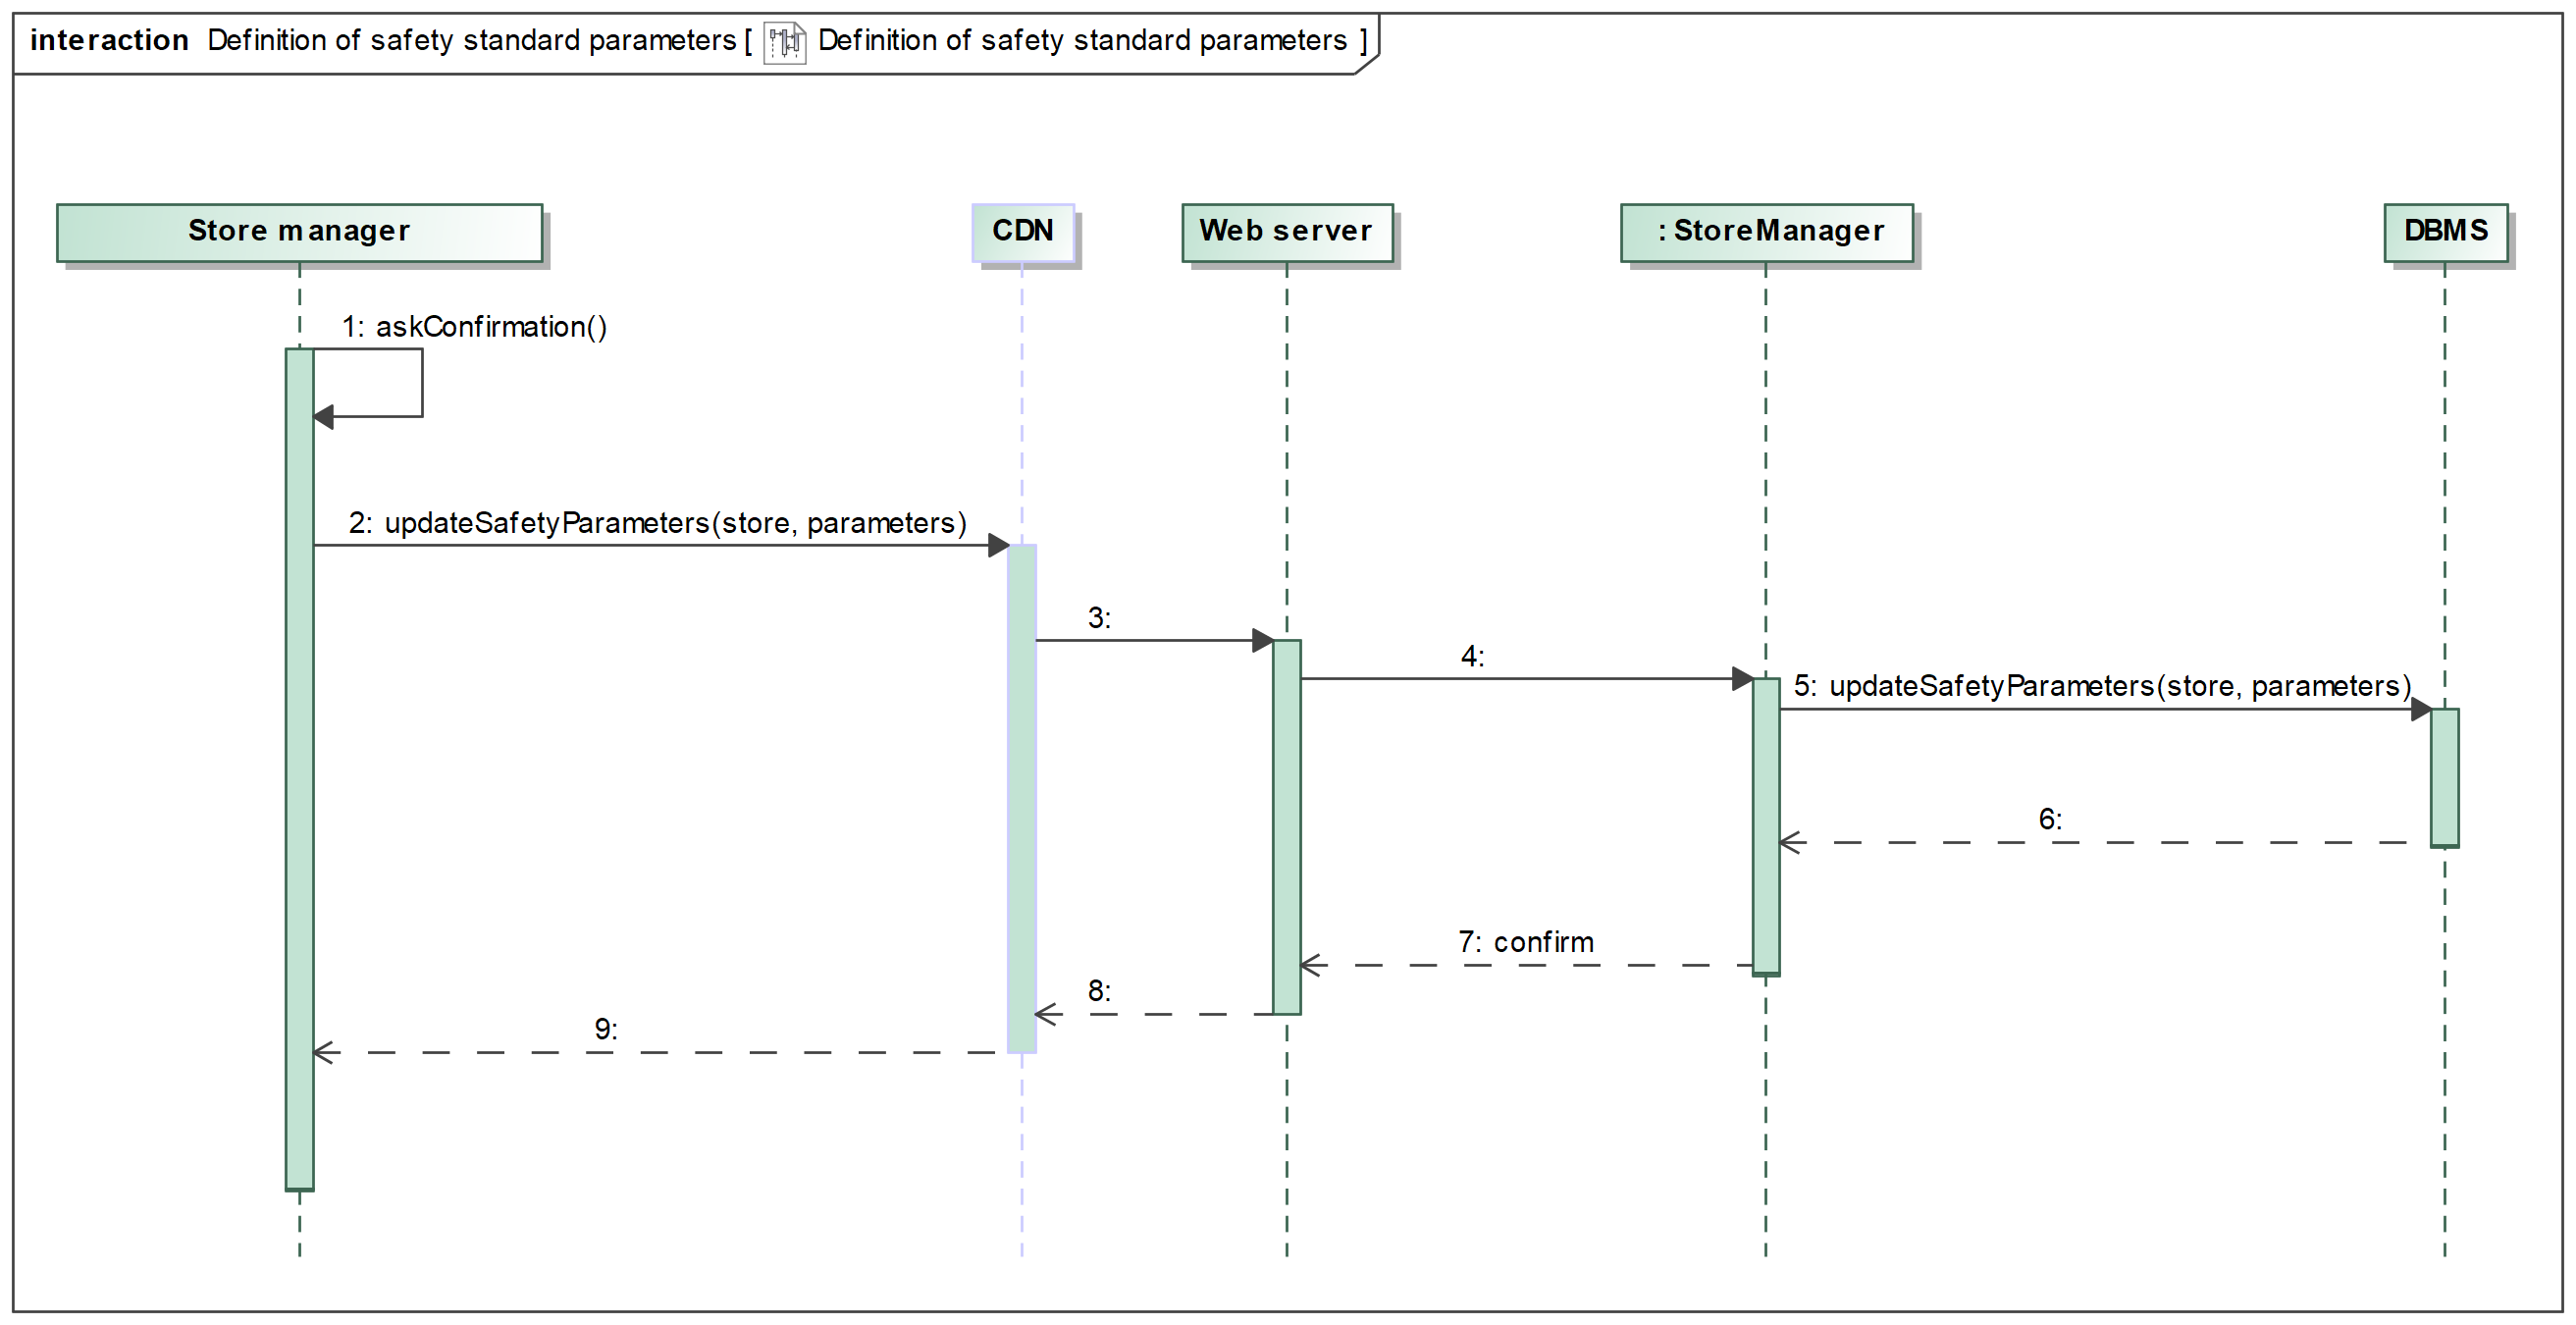 interaction Definition of safety standard parameters [ Definition of safety standard parameters ]
Store manager
CDN
Web server
: StoreManager
DBMS
1: askConfirmation()
2: updateSafetyParameters(store, parameters)
3:
4:
5: updateSafetyParameters(store, parameters)
6:
7: confirm
8:
9: